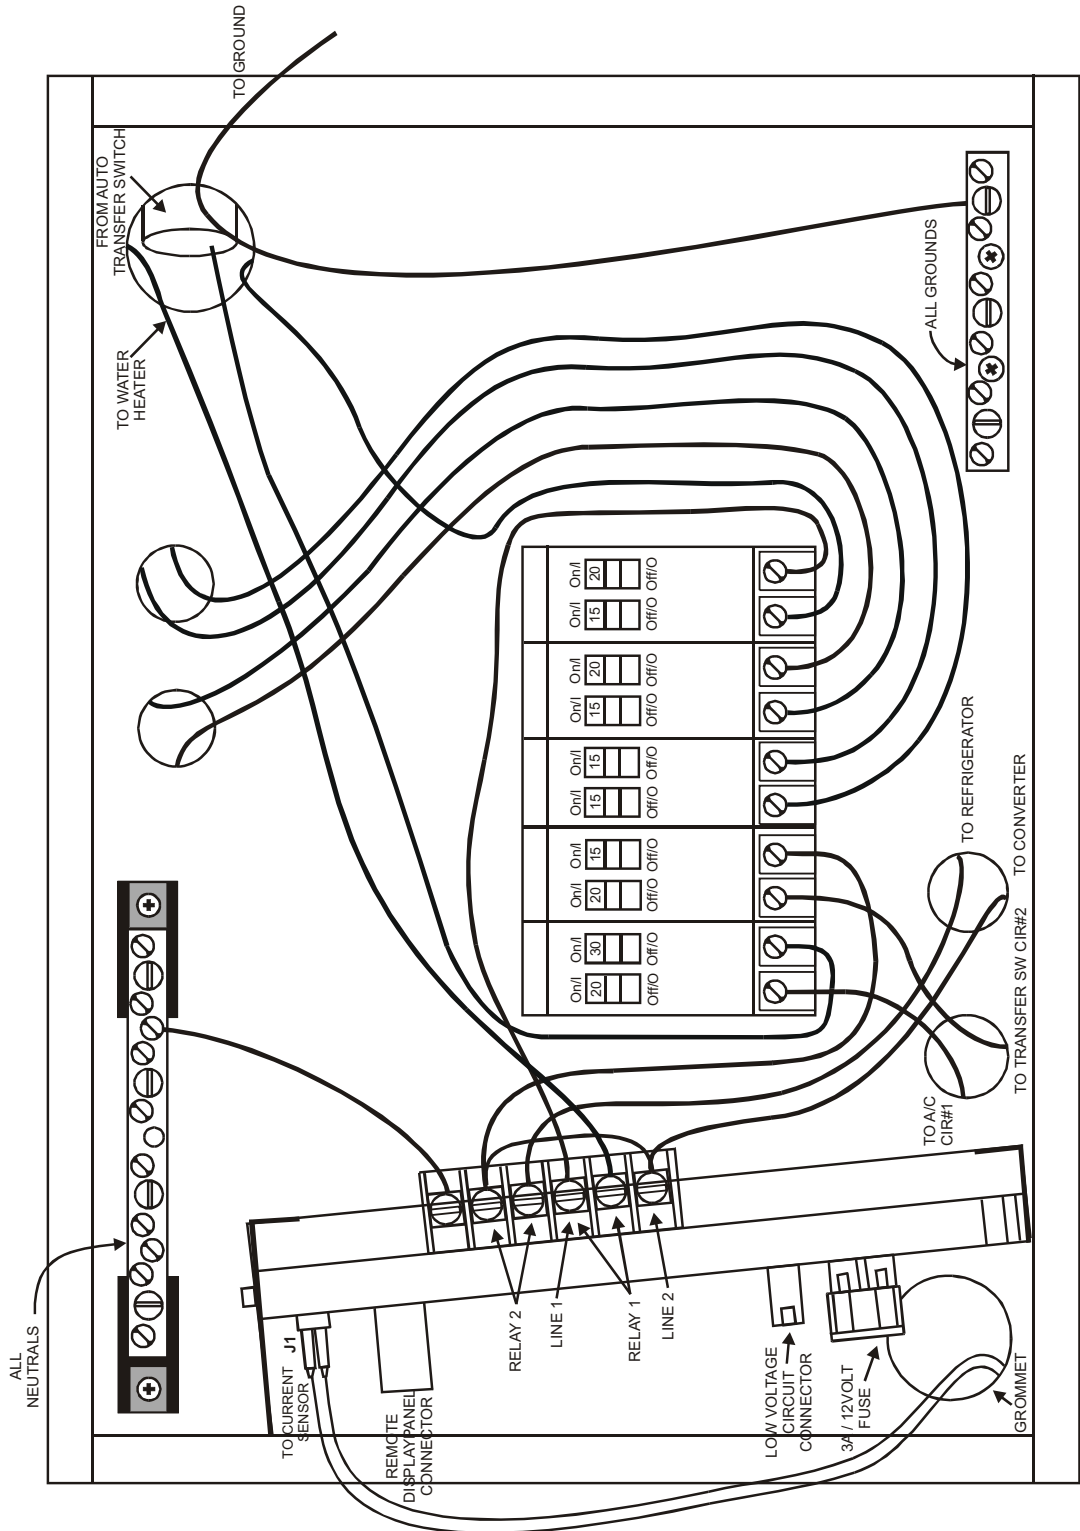 TO GROUND
FROM AUTO
TRANSFER SWITCH
TO WATER
HEATER
ALL GROUNDS
On/I
20
Off/O
On/I
15
Off/O
On/I
20
Off/O
On/I
15
Off/O
On/I
15
Off/O
On/I
15
Off/O
On/I
15
Off/O
On/I
20
Off/O
On/I
30
Off/O
On/I
20
Off/O
TO REFRIGERATOR
TO CONVERTER
TO TRANSFER SW CIR#2
TO A/C
CIR#1
ALL
NEUTRALS
J1
TO CURRENT
SENSOR
REMOTE
DISPLAYPANEL
CONNECTOR
RELAY 2
LINE 1
RELAY 1
LINE 2
LOW VOLTAGE
CIRCUIT
CONNECTOR
3A / 12VOLT
FUSE
GROMMET